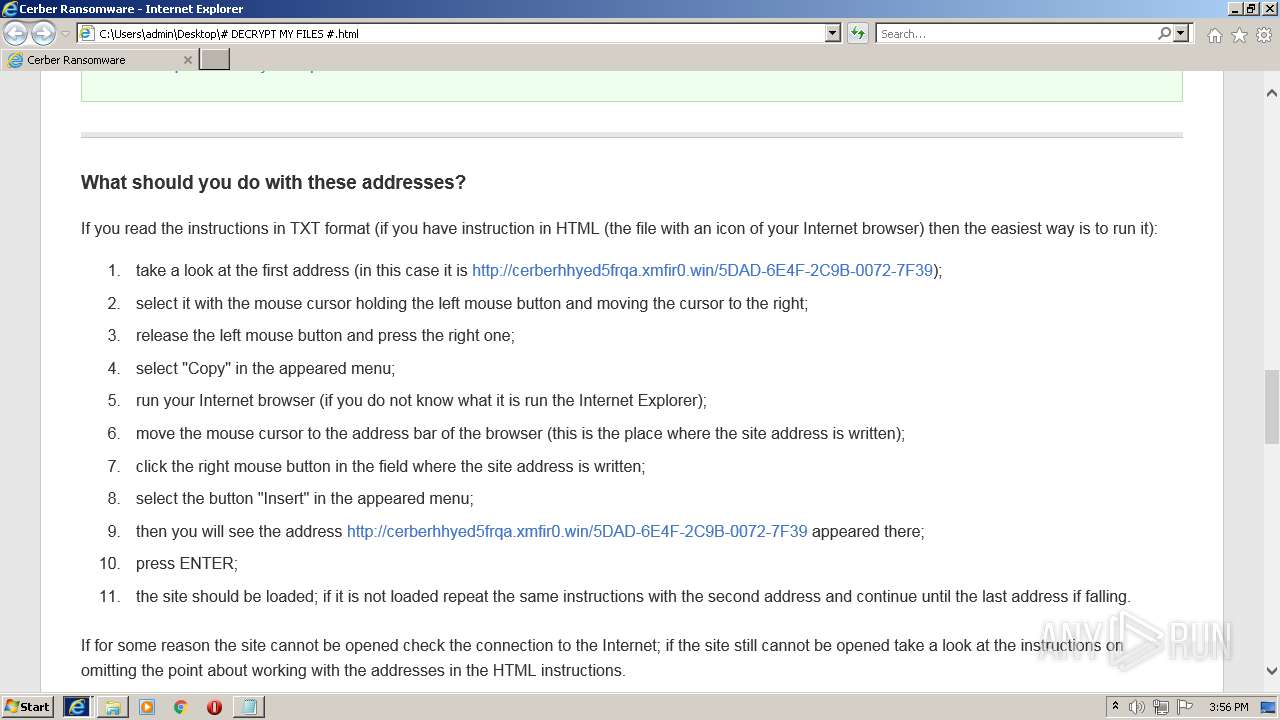 Cerber Ransomware - Internet Explorer
C:\Users\admin\Desktop\# DECRYPT MY FILES #.html
Search...
Cerber Ransomware
What should you do with these addresses?
If you read the instructions in TXT format (if you have instruction in HTML (the file with an icon of your Internet browser) then the easiest way is to run it):
1. take a look at the first address (in this case it is http://cerberhhyed5frqa.xmfir0.win/5DAD-6E4F-2C9B-0072-7F39);
2. select it with the mouse cursor holding the left mouse button and moving the cursor to the right;
3. release the left mouse button and press the right one;
4. select "Copy" in the appeared menu;
5. run your Internet browser (if you do not know what it is run the Internet Explorer);
6. move the mouse cursor to the address bar of the browser (this is the place where the site address is written);
7. click the right mouse button in the field where the site address is written;
8. select the button "Insert" in the appeared menu;
9. then you will see the address http://cerberhhyed5frqa.xmfir0.win/5DAD-6E4F-2C9B-0072-7F39 appeared there;
10. press ENTER;
11. the site should be loaded; if it is not loaded repeat the same instructions with the second address and continue until the last address if falling.
If for some reason the site cannot be opened check the connection to the Internet; if the site still cannot be opened take a look at the instructions on
omitting the point about working with the addresses in the HTML instructions.
ANY RUN
Start
3:56 PM